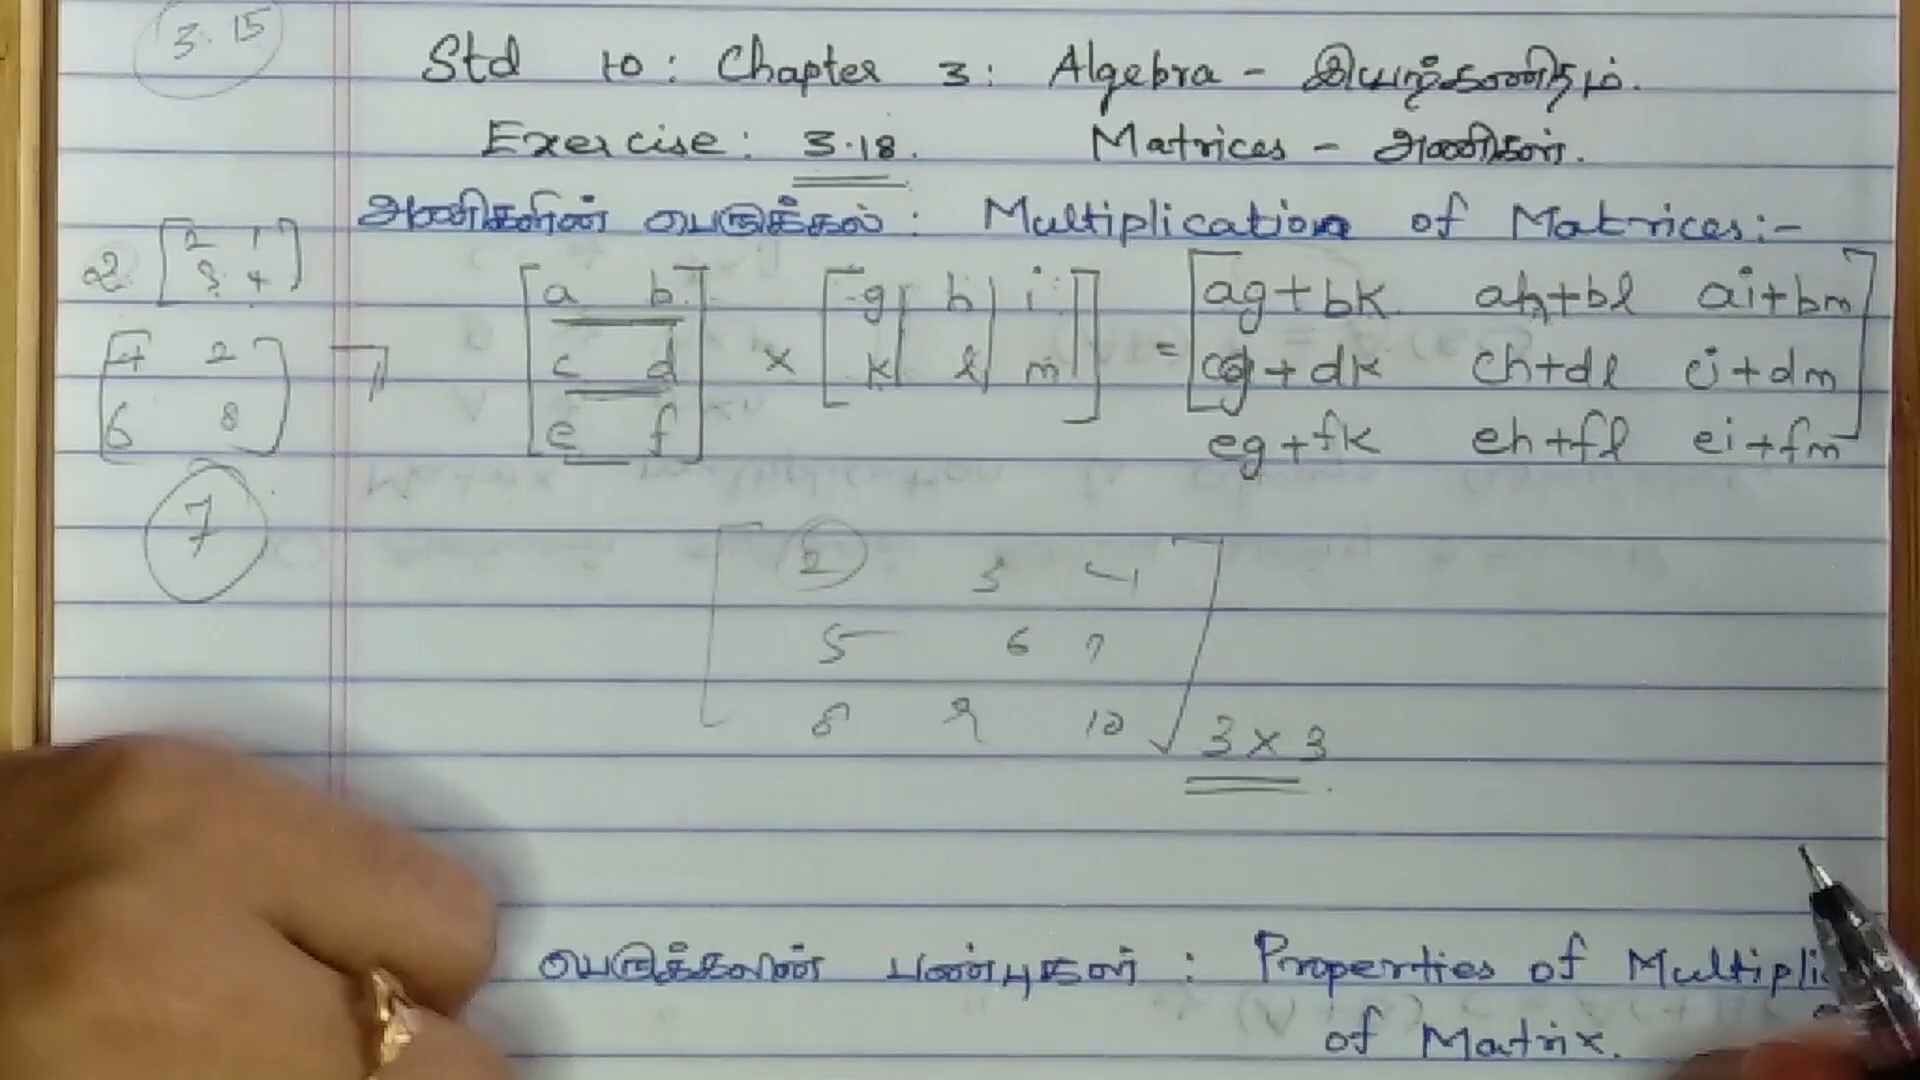 3.15
Std 10: Chapter 3: Algebra - இயற்கணிதம்.
Exercise: 3.18. Matrices - அணிகள்.
அணிகளின் பெருக்கல்: Multiplication of Matrices:-
2 [2 1
3 4]
[a b
c d
e f] × [g h i
k l m] = [ag+bk ah+bl ai+bm
cg+dk ch+dl ci+dm
eg+fk eh+fl ei+fm]
[4 2
6 8]
7
[2 3 4
5 6 7
8 9 10] 3×3
பெருக்கலின் பண்புகள்: Properties of Multipli
of Matrix.